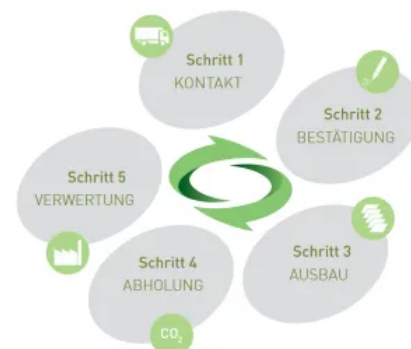 Schritt 1
KONTAKT
Schritt 2
BESTÄTIGUNG
Schritt 3
AUSBAU
Schritt 4
ABHOLUNG
CO₂
Schritt 5
VERWERTUNG